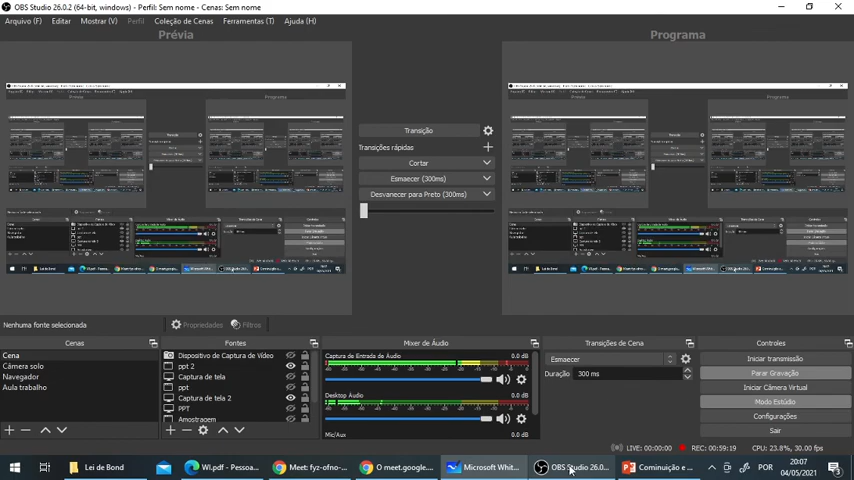 OBS Studio 26.0.2 (64-bit, windows) - Perfil: Sem nome - Cenas: Sem nome
Arquivo (F) Editar Mostrar (V) Perfil Coleção de Cenas Ferramentas (T) Ajuda (H)
Prévia Programa
Transição
Transições rápidas
Cortar
Esmaecer (300ms)
Desvanecer para Preto (300ms)
Nenhuma fonte selecionada Propriedades Filtros
Cenas Fontes Mixer de Áudio Transições de Cena Controles
Cena
Câmera solo
Navegador
Aula trabalho
Dispositivo de Captura de Vídeo
ppt 2
Captura de tela
ppt
Captura de tela 2
PPT
Amostragem
Captura de Entrada de Áudio 0.0 dB
Desktop Áudio 0.0 dB
Mic/Aux
Esmaecer
Duração 300 ms
Iniciar transmissão
Parar Gravação
Iniciar Câmera Virtual
Modo Estúdio
Configurações
Sair
LIVE: 00:00:00 REC: 00:59:19 CPU: 23.8%, 30.00 fps
Lei de Bond WI.pdf - Pessoa... Meet: fyz-ofno-... O meet.google.... Microsoft Whit... OBS Studio 26.0... Cominuição e ... POR 20:07
04/05/2021 3